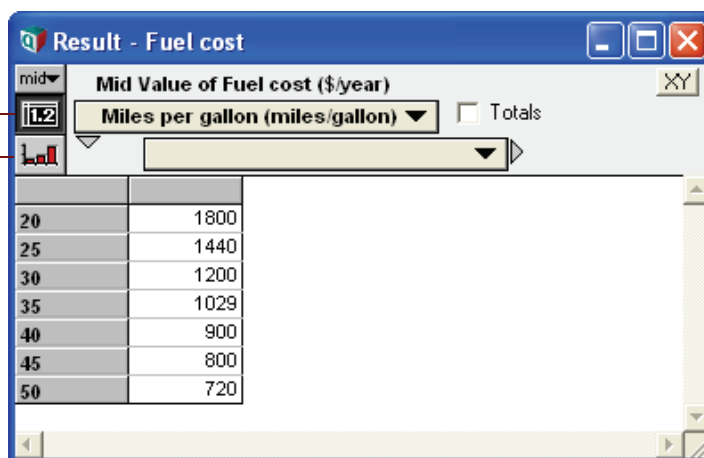 Result - Fuel cost
mid
Mid Value of Fuel cost ($/year)
XY
1.2
Miles per gallon (miles/gallon)
Totals
20 1800
25 1440
30 1200
35 1029
40 900
45 800
50 720